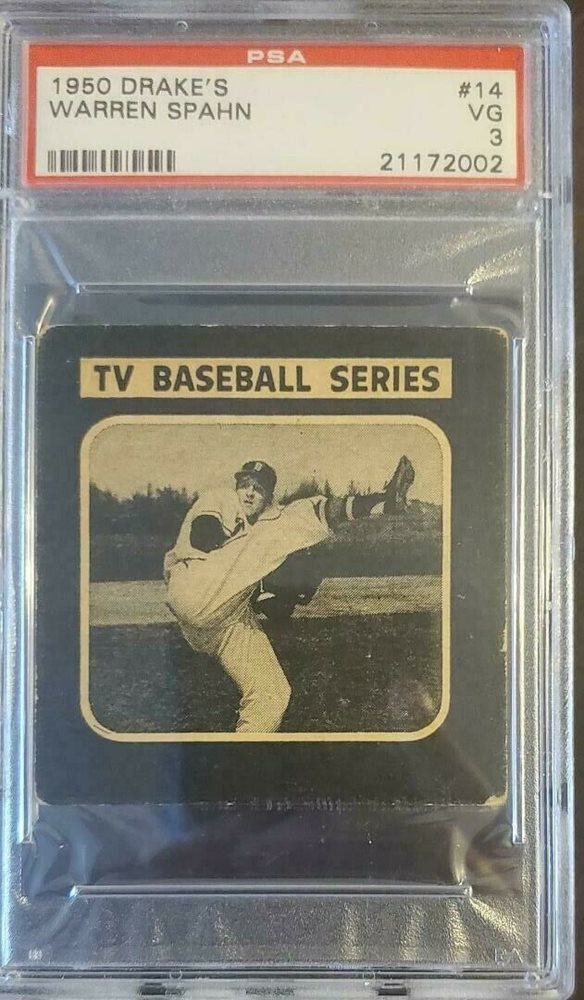 PSA
1950 DRAKE'S #14
WARREN SPAHN VG
3
21172002
TV BASEBALL SERIES
B